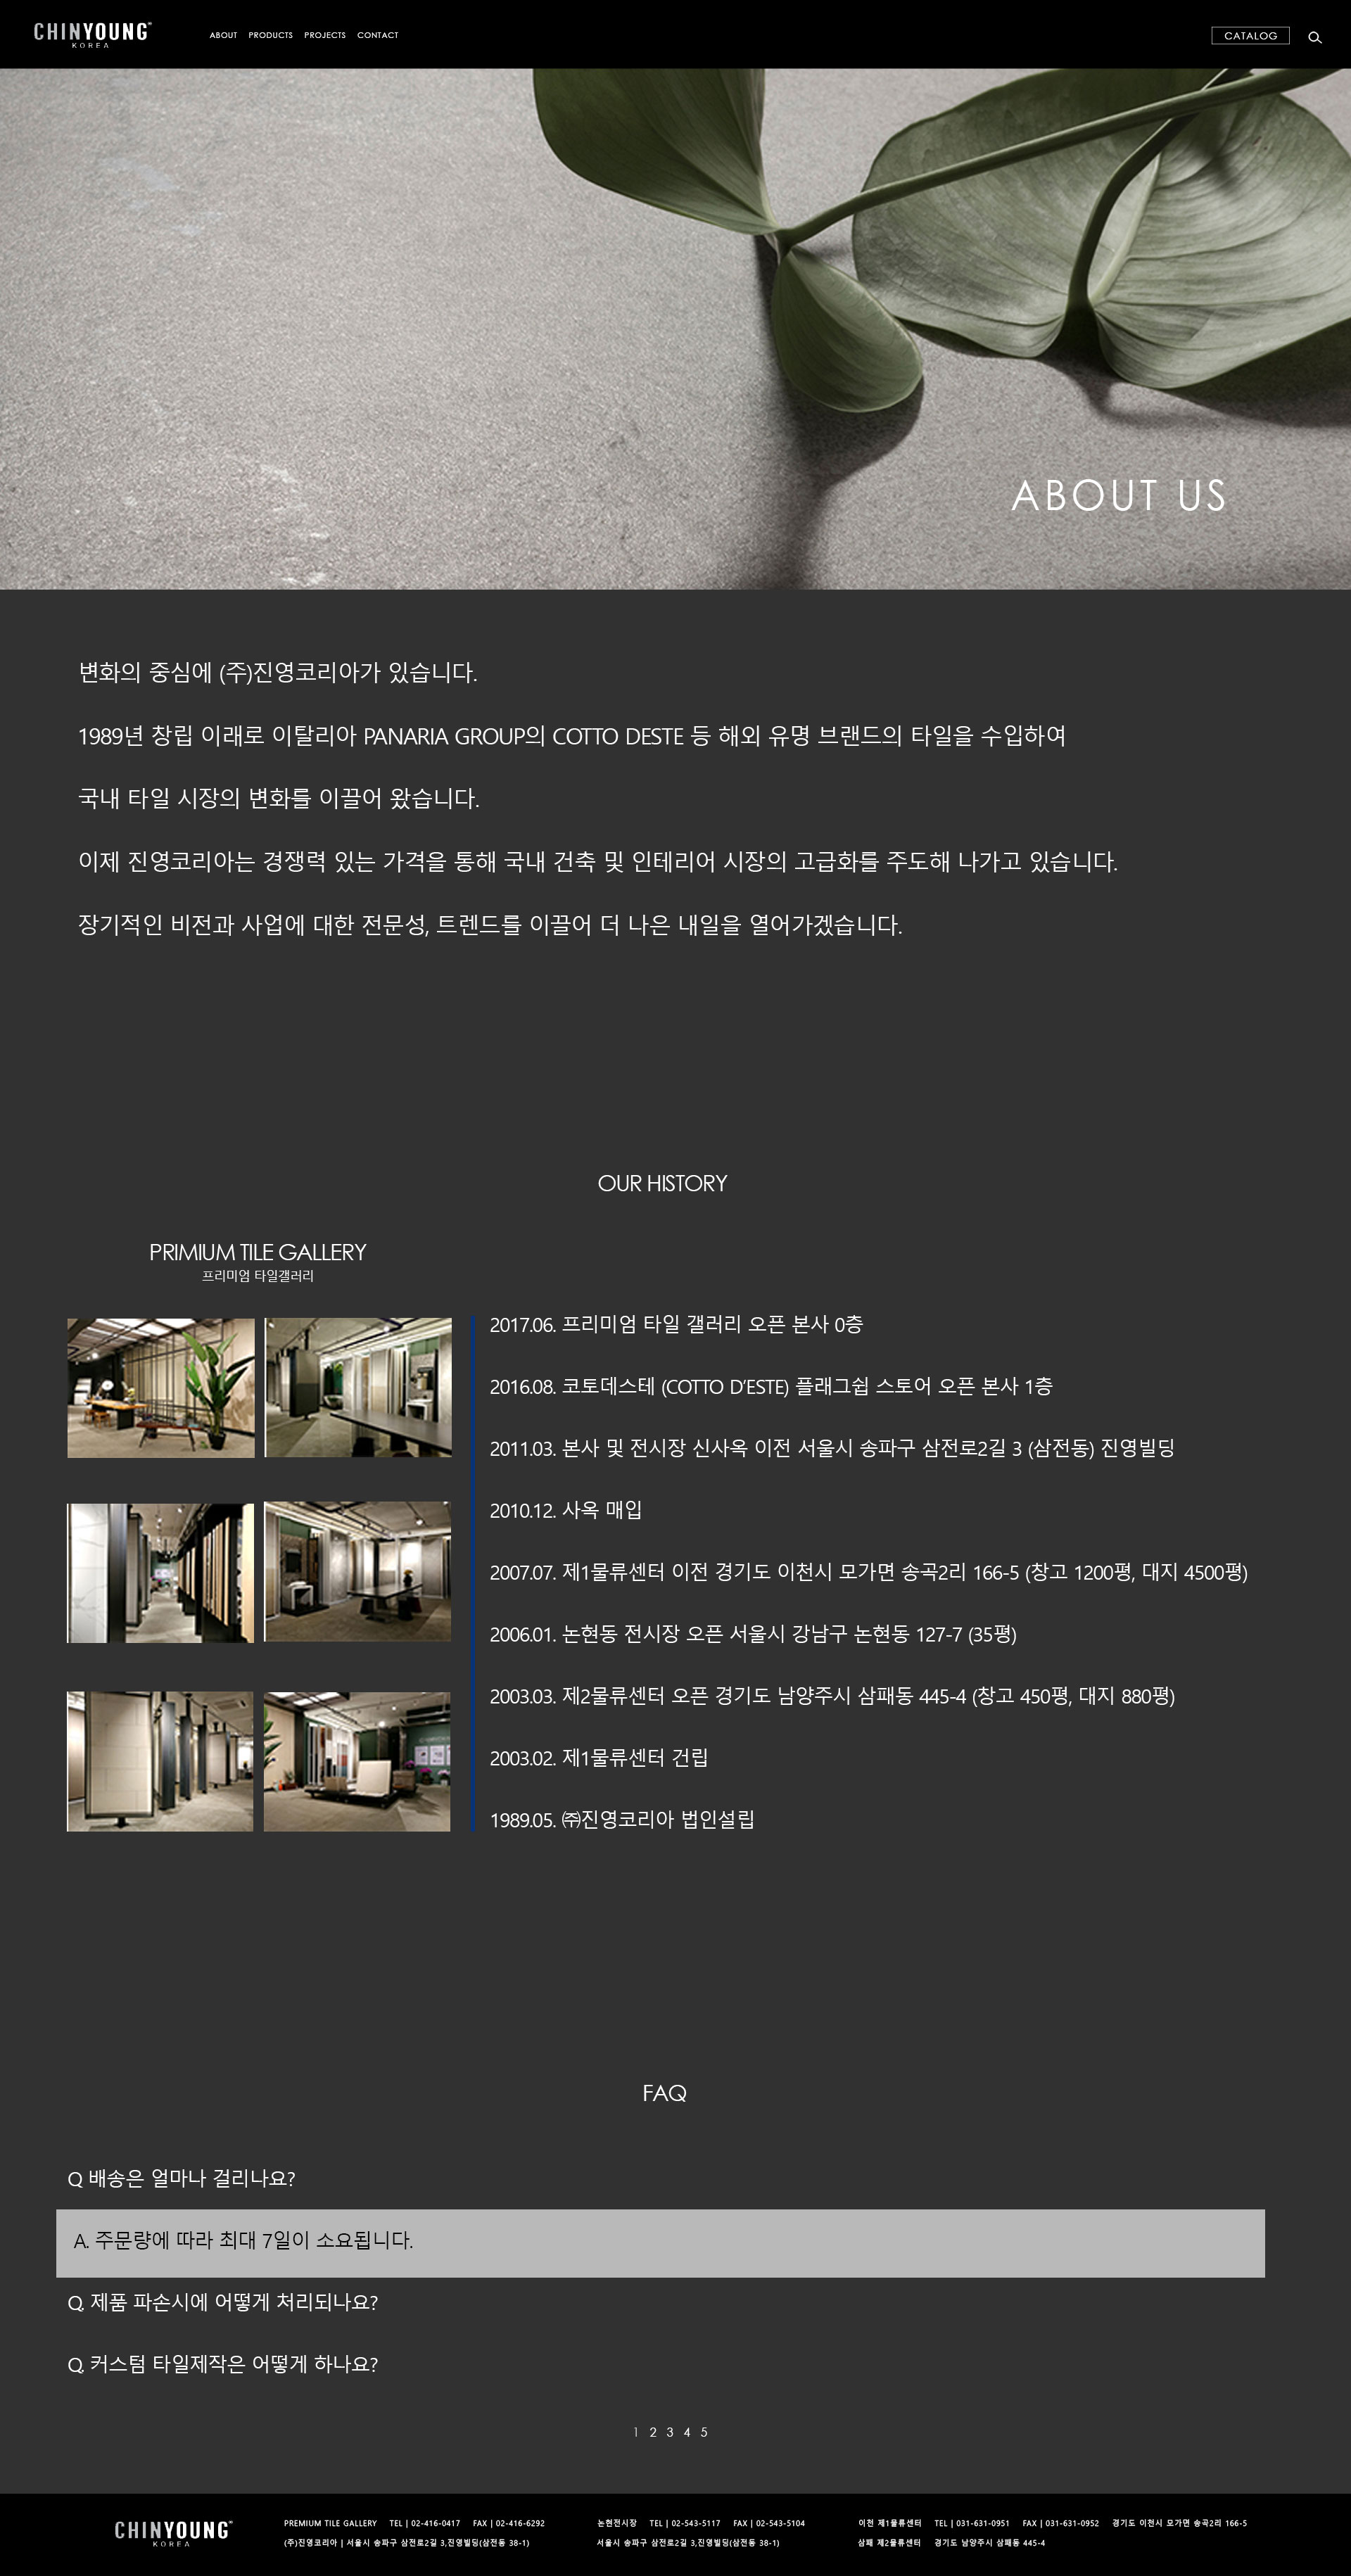 CHINYOUNG
KOREA
ABOUT PRODUCTS PROJECTS CONTACT
CATALOG
ABOUT US
변화의 중심에 (주)진영코리아가 있습니다.
1989년 창립 이래로 이탈리아 PANARIA GROUP의 COTTO DESTE 등 해외 유명 브랜드의 타일을 수입하여
국내 타일 시장의 변화를 이끌어 왔습니다.
이제 진영코리아는 경쟁력 있는 가격을 통해 국내 건축 및 인테리어 시장의 고급화를 주도해 나가고 있습니다.
장기적인 비전과 사업에 대한 전문성, 트렌드를 이끌어 더 나은 내일을 열어가겠습니다.
OUR HISTORY
PRIMIUM TILE GALLERY
프리미엄 타일갤러리
2017.06. 프리미엄 타일 갤러리 오픈 본사 0층
2016.08. 코토데스테 (COTTO D’ESTE) 플래그쉽 스토어 오픈 본사 1층
2011.03. 본사 및 전시장 신사옥 이전 서울시 송파구 삼전로2길 3 (삼전동) 진영빌딩
2010.12. 사옥 매입
2007.07. 제1물류센터 이전 경기도 이천시 모가면 송곡2리 166-5 (창고 1200평, 대지 4500평)
2006.01. 논현동 전시장 오픈 서울시 강남구 논현동 127-7 (35평)
2003.03. 제2물류센터 오픈 경기도 남양주시 삼패동 445-4 (창고 450평, 대지 880평)
2003.02. 제1물류센터 건립
1989.05. ㈜진영코리아 법인설립
FAQ
Q 배송은 얼마나 걸리나요?
A. 주문량에 따라 최대 7일이 소요됩니다.
Q. 제품 파손시에 어떻게 처리되나요?
Q. 커스텀 타일제작은 어떻게 하나요?
1 2 3 4 5
CHINYOUNG
KOREA
PREMIUM TILE GALLERY TEL | 02-416-0417 FAX | 02-416-6292
(주)진영코리아 | 서울시 송파구 삼전로2길 3,진영빌딩(삼전동 38-1)
논현전시장 TEL | 02-543-5117 FAX | 02-543-5104
서울시 송파구 삼전로2길 3,진영빌딩(삼전동 38-1)
이천 제1물류센터 TEL | 031-631-0951 FAX | 031-631-0952 경기도 이천시 모가면 송곡2리 166-5
삼패 제2물류센터 경기도 남양주시 삼패동 445-4